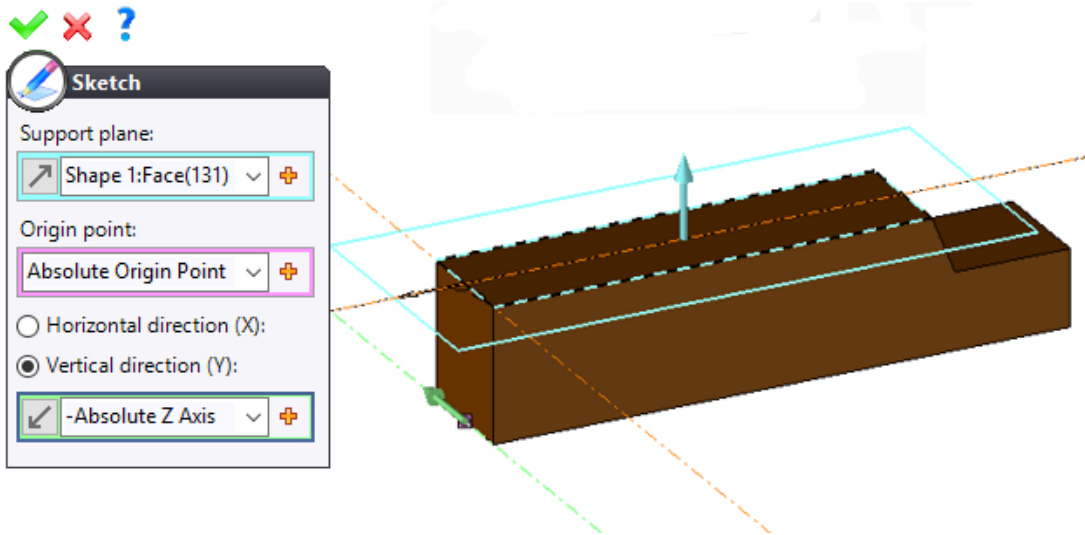 ?
Sketch
Support plane:
Shape 1:Face(131)
Origin point:
Absolute Origin Point
Horizontal direction (X):
Vertical direction (Y):
-Absolute Z Axis